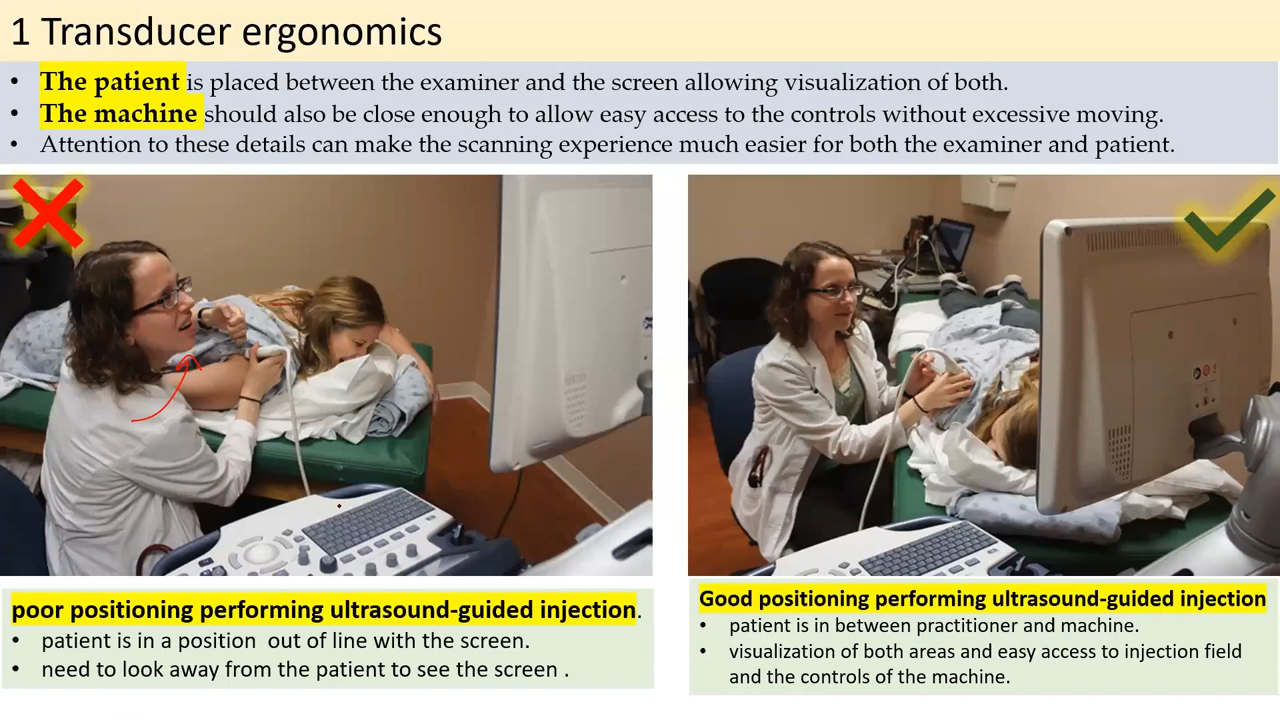 1 Transducer ergonomics
• The patient is placed between the examiner and the screen allowing visualization of both.
• The machine should also be close enough to allow easy access to the controls without excessive moving.
• Attention to these details can make the scanning experience much easier for both the examiner and patient.
poor positioning performing ultrasound-guided injection.
• patient is in a position out of line with the screen.
• need to look away from the patient to see the screen .
Good positioning performing ultrasound-guided injection
• patient is in between practitioner and machine.
• visualization of both areas and easy access to injection field
and the controls of the machine.